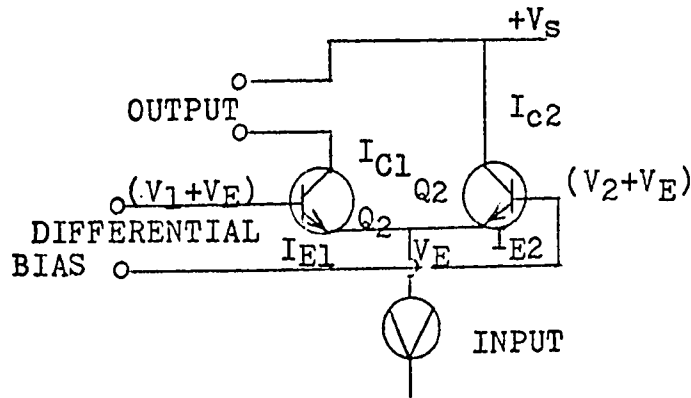 +Vs
OUTPUT
Ic2
IC1
Q2
(V1+VE)
(V2+VE)
Q2
DIFFERENTIAL
IE1
VE
IE2
BIAS
INPUT